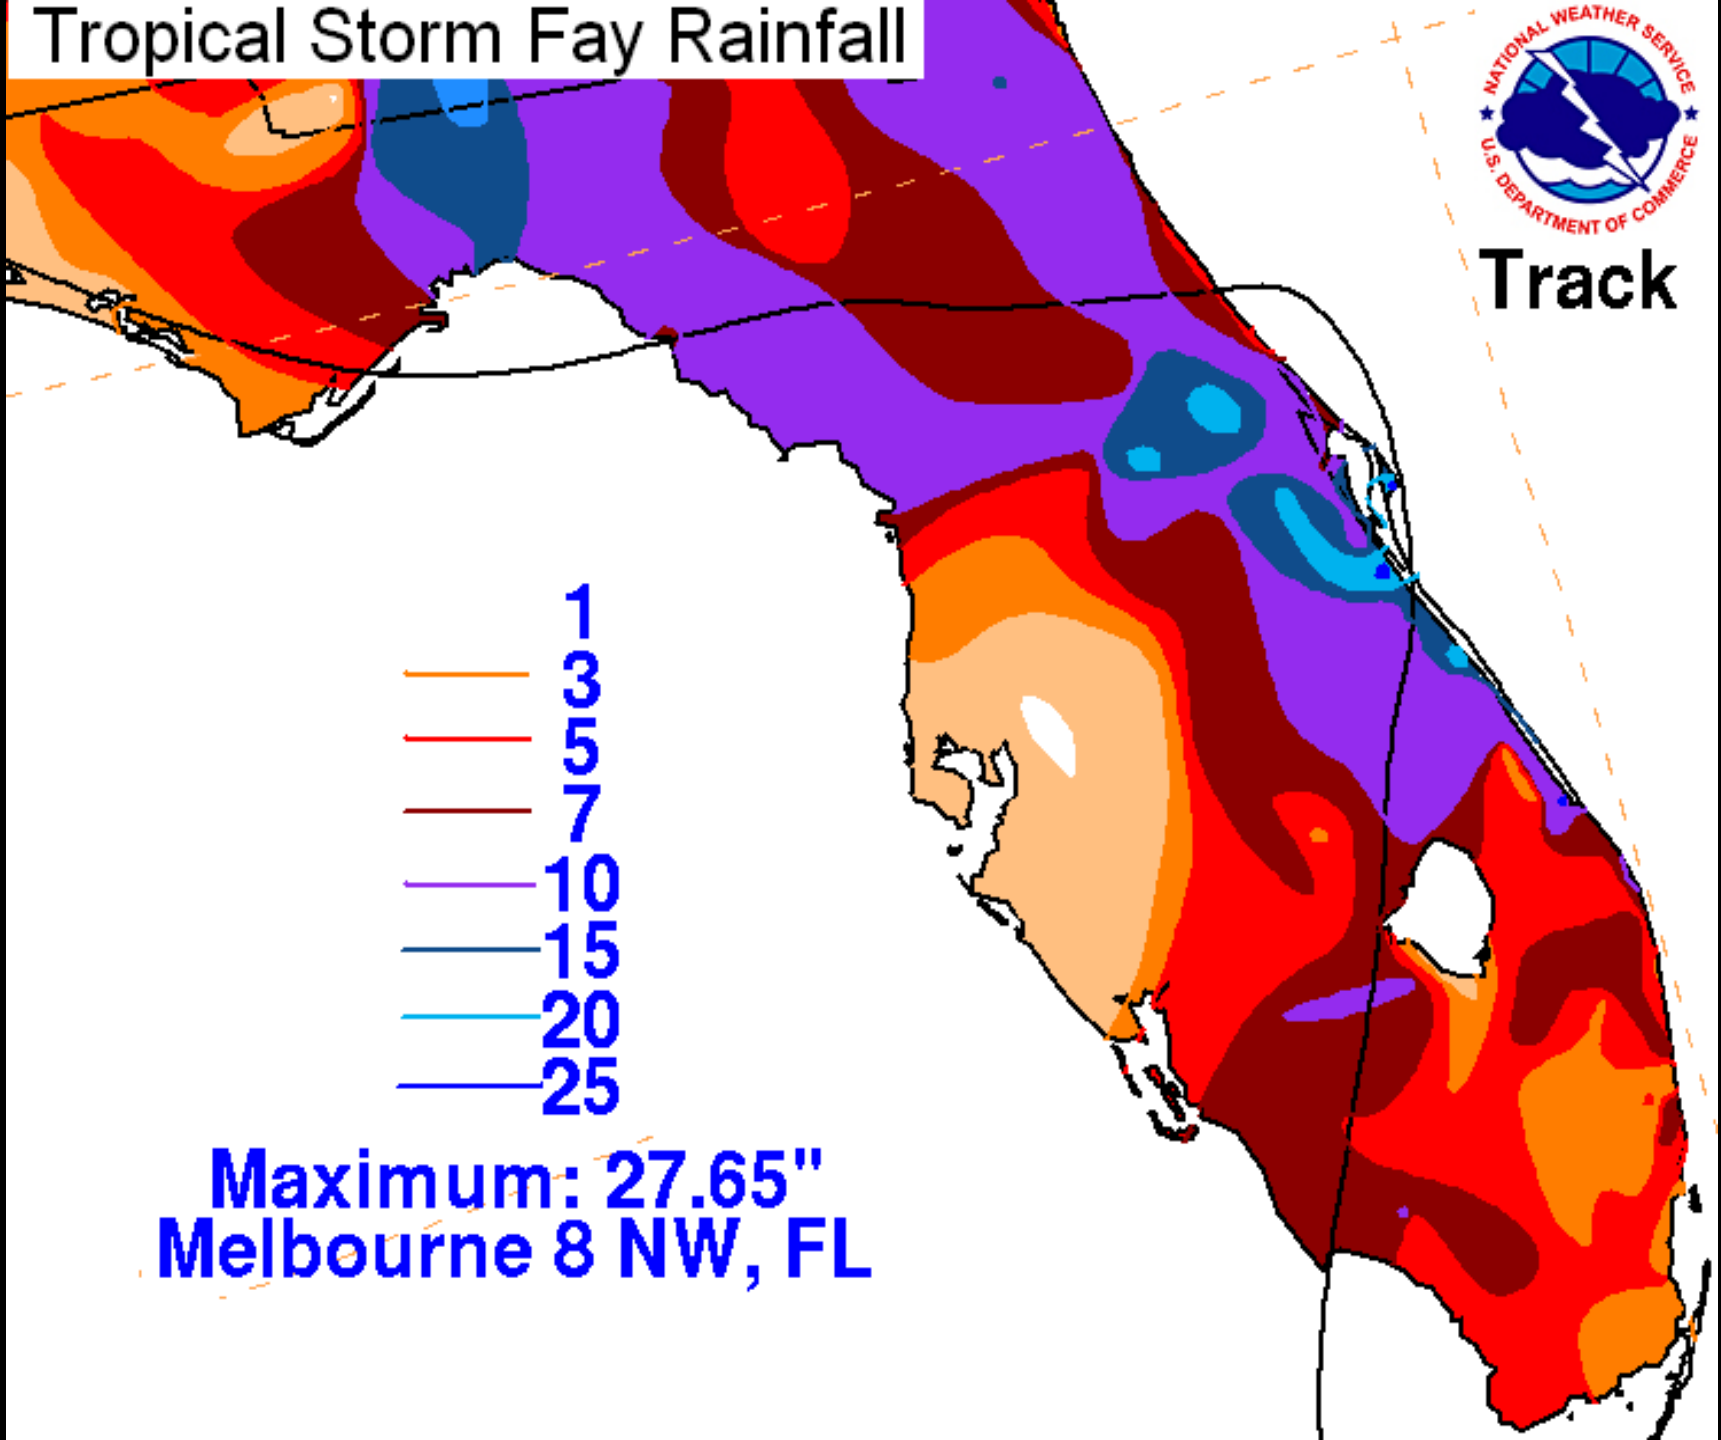 Tropical Storm Fay Rainfall
NATIONAL WEATHER SERVICE
U.S. DEPARTMENT OF COMMERCE
Track
1
3
5
7
10
15
20
25
Maximum: 27.65"
Melbourne 8 NW, FL